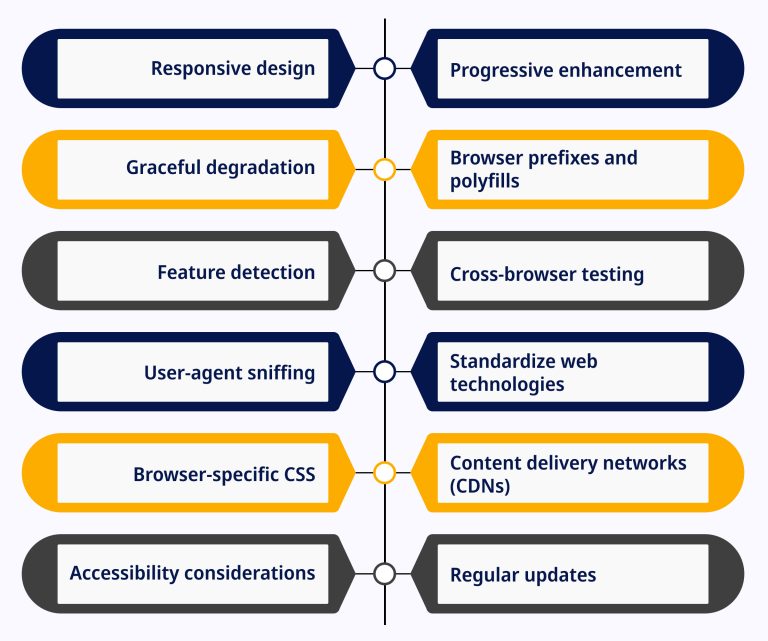 Responsive design
Progressive enhancement
Graceful degradation
Browser prefixes and
polyfills
Feature detection
Cross-browser testing
User-agent sniffing
Standardize web
technologies
Browser-specific CSS
Content delivery networks
(CDNs)
Accessibility considerations
Regular updates